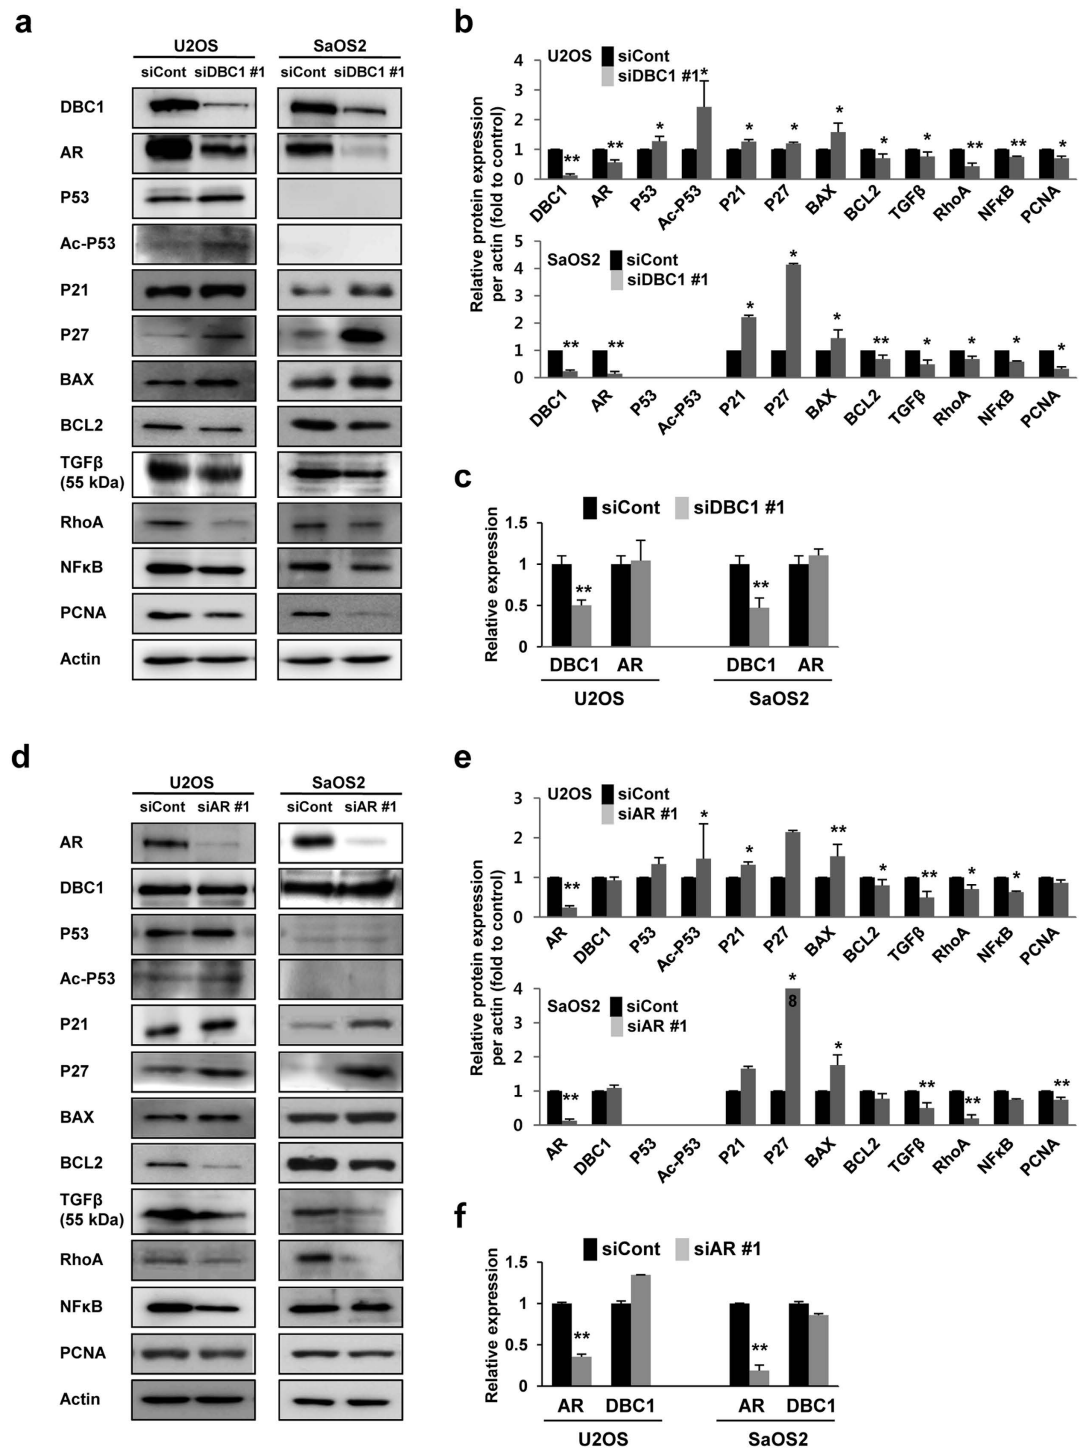 a
U2OS SaOS2
siCont siDBC1 #1 siCont siDBC1 #1
DBC1
AR
P53
Ac-P53
P21
P27
BAX
BCL2
TGFβ
(55 kDa)
RhoA
NFκB
PCNA
Actin
b
Relative protein expression
per actin (fold to control)
U2OS
siCont
siDBC1 #1
4
3
2
1
0
** ** * * * * * * * ** ** *
DBC1 AR P53 Ac-P53 P21 P27 BAX BCL2 TGFβ RhoA NFκB PCNA
SaOS2
siCont
siDBC1 #1
5
4
3
2
1
0
** ** * * * ** * * * *
DBC1 AR P53 Ac-P53 P21 P27 BAX BCL2 TGFβ RhoA NFκB PCNA
c
siCont siDBC1 #1
Relative expression
1.5
1
0.5
0
** **
DBC1 AR DBC1 AR
U2OS SaOS2
d
U2OS SaOS2
siCont siAR #1 siCont siAR #1
AR
DBC1
P53
Ac-P53
P21
P27
BAX
BCL2
TGFβ
(55 kDa)
RhoA
NFκB
PCNA
Actin
e
Relative protein expression
per actin (fold to control)
U2OS
siCont
siAR #1
3
2
1
0
** * * ** * ** * *
AR DBC1 P53 Ac-P53 P21 P27 BAX BCL2 TGFβ RhoA NFκB PCNA
SaOS2
siCont
siAR #1
4
3
2
1
0
** * * ** ** **
8
AR DBC1 P53 Ac-P53 P21 P27 BAX BCL2 TGFβ RhoA NFκB PCNA
f
siCont siAR #1
Relative expression
1.5
1
0.5
0
** **
AR DBC1 AR DBC1
U2OS SaOS2